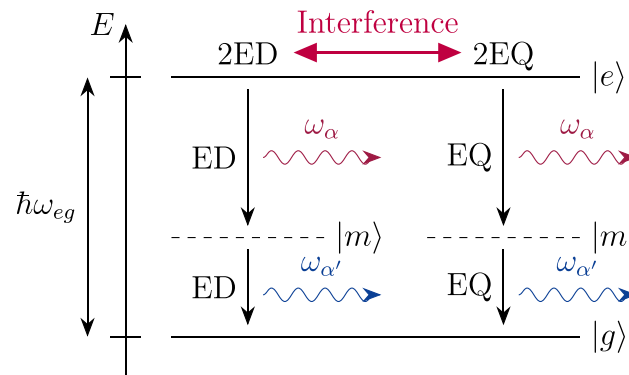 Interference
E
2ED
2EQ
|e⟩
ω_α
ω_α
ED
EQ
ħω_eg
|m⟩
|m
ω_α′
ω_α′
ED
EQ
|g⟩